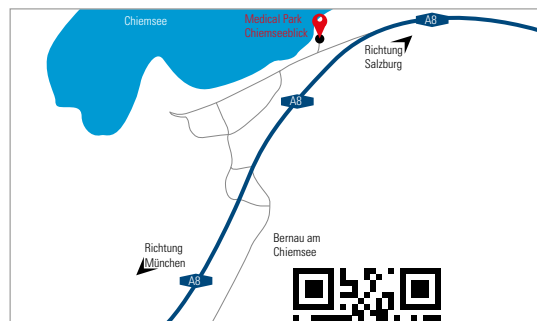 Chiemsee
Medical Park
Chiemseeblick
A8
Richtung
Salzburg
A8
Bernau am
Chiemsee
Richtung
München
A8